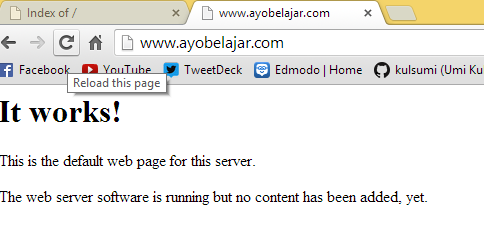 Index of /
www.ayobelajar.com
www.ayobelajar.com
Facebook YouTube TweetDeck Edmodo | Home kulsumi (Umi Ku
Reload this page
It works!
This is the default web page for this server.
The web server software is running but no content has been added, yet.